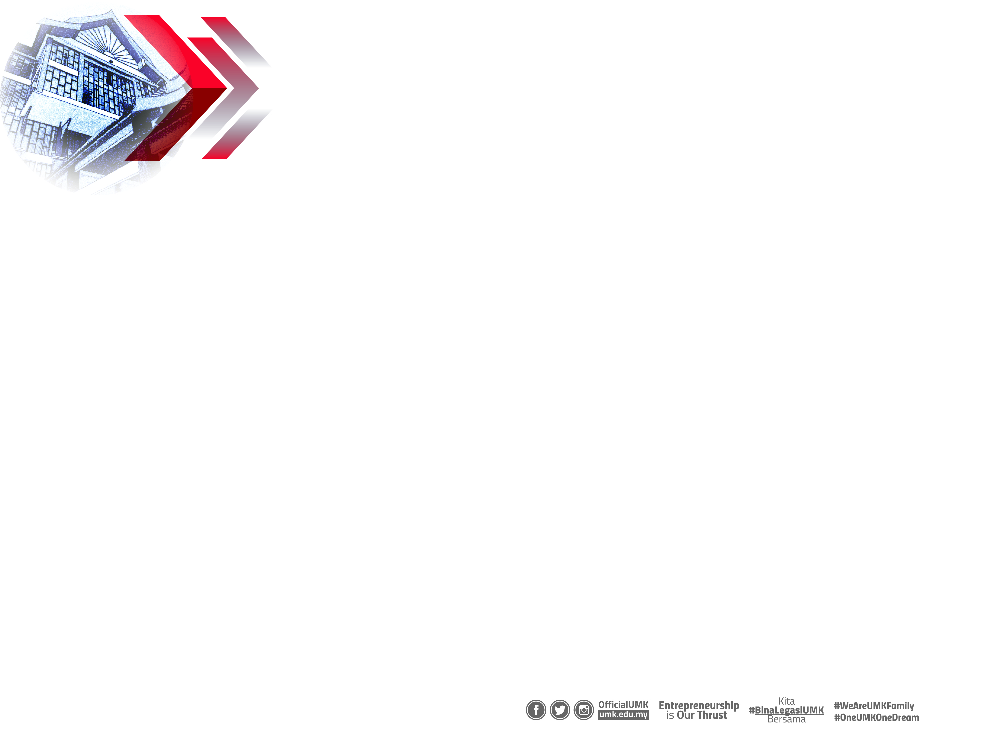 OfficialUMK
umk.edu.my
Entrepreneurship
is Our Thrust
Kita
#BinaLegasiUMK
Bersama
#WeAreUMKFamily
#OneUMKOneDream